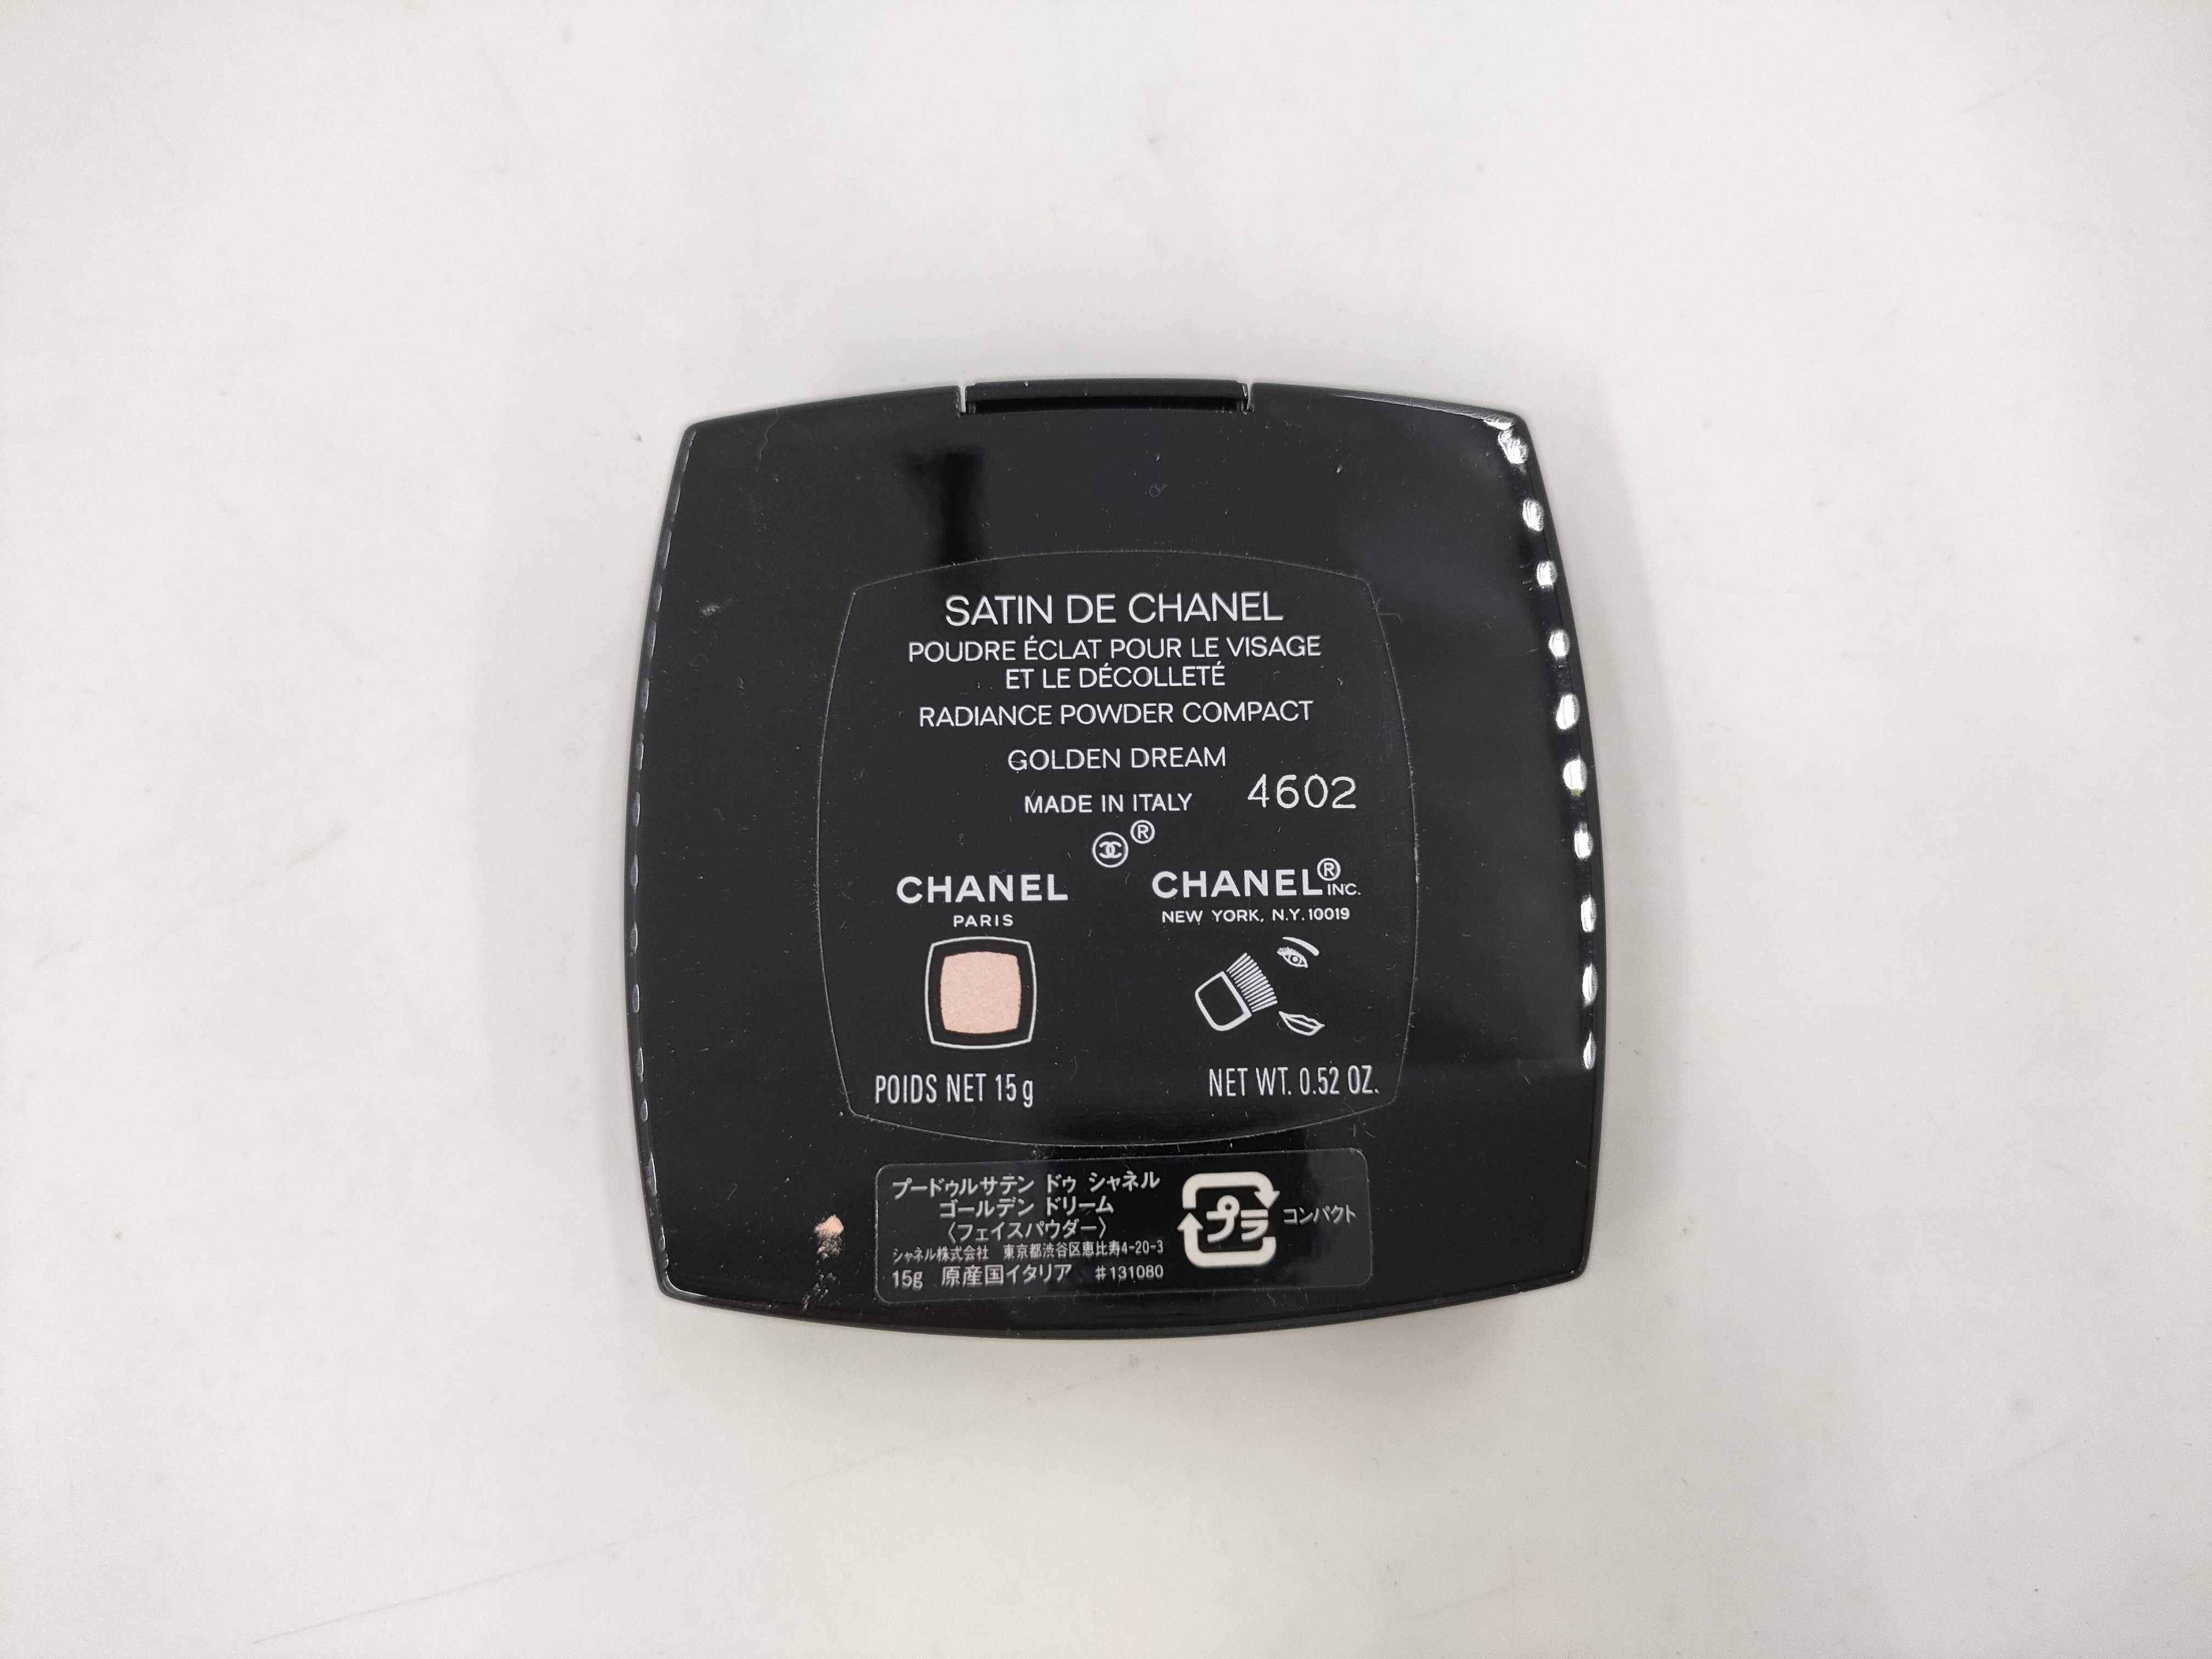 SATIN DE CHANEL
POUDRE ÉCLAT POUR LE VISAGE
ET LE DÉCOLLETÉ
RADIANCE POWDER COMPACT
GOLDEN DREAM
MADE IN ITALY 4602
®
CHANEL
PARIS
CHANEL® INC.
NEW YORK, N.Y. 10019
POIDS NET 15 g
NET WT. 0.52 OZ.
プードゥルサテン ドゥ シャネル
ゴールデン ドリーム
〈フェイスパウダー〉
シャネル株式会社 東京都渋谷区恵比寿4-20-3
15g 原産国イタリア #131080
プラ
コンパクト